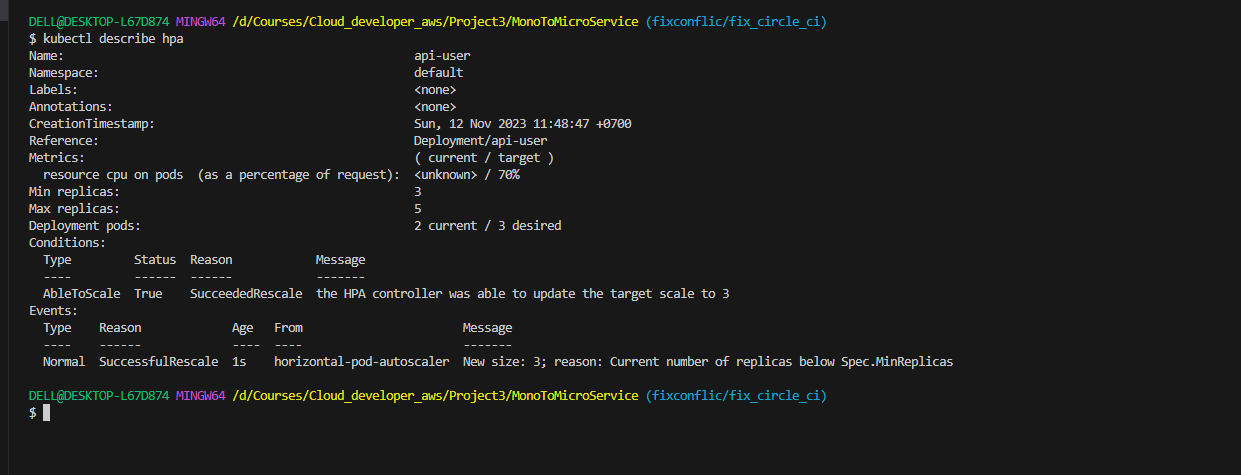 DELL@DESKTOP-L67D874 MINGW64 /d/Courses/Cloud_developer_aws/Project3/MonoToMicroService (fixconflic/fix_circle_ci)
$ kubectl describe hpa
Name:                                                  api-user
Namespace:                                             default
Labels:                                                <none>
Annotations:                                           <none>
CreationTimestamp:                                     Sun, 12 Nov 2023 11:48:47 +0700
Reference:                                             Deployment/api-user
Metrics:                                               ( current / target )
  resource cpu on pods  (as a percentage of request):  <unknown> / 70%
Min replicas:                                          3
Max replicas:                                          5
Deployment pods:                                       2 current / 3 desired
Conditions:
  Type         Status  Reason            Message
  ----         ------  ------            -------
  AbleToScale  True    SucceededRescale  the HPA controller was able to update the target scale to 3
Events:
  Type    Reason             Age   From                       Message
  ----    ------             ----  ----                       -------
  Normal  SuccessfulRescale  1s    horizontal-pod-autoscaler  New size: 3; reason: Current number of replicas below Spec.MinReplicas
DELL@DESKTOP-L67D874 MINGW64 /d/Courses/Cloud_developer_aws/Project3/MonoToMicroService (fixconflic/fix_circle_ci)
$